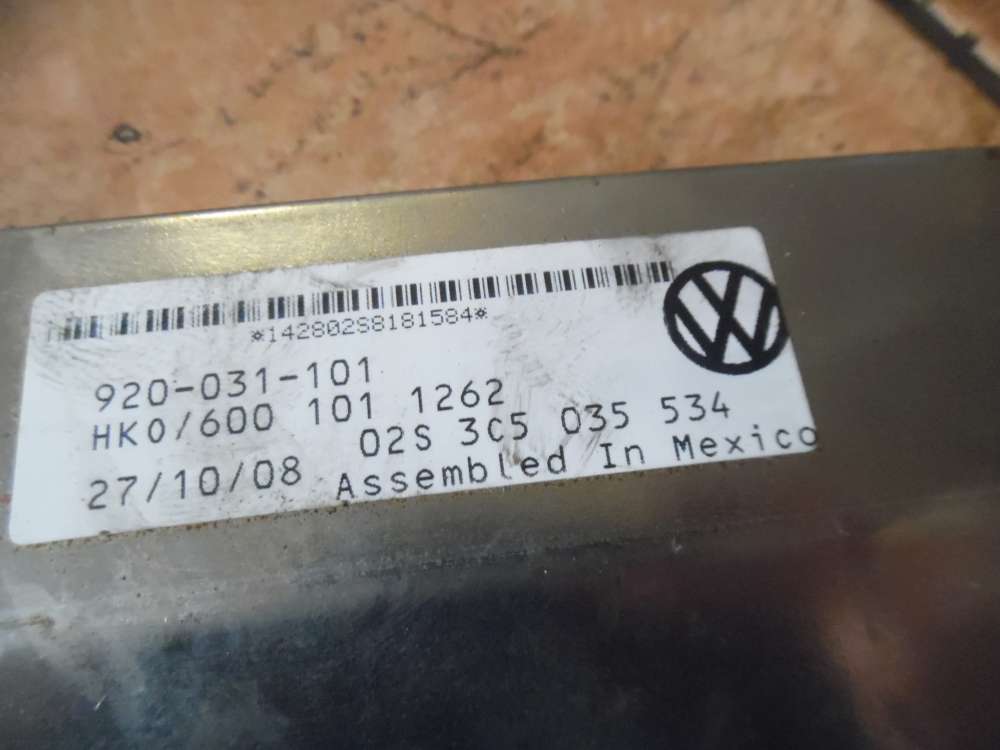 *142802S8181584*
920-031-101
HK0/600 101 1262
02S 3C5 035 534
27/10/08 Assembled In Mexico